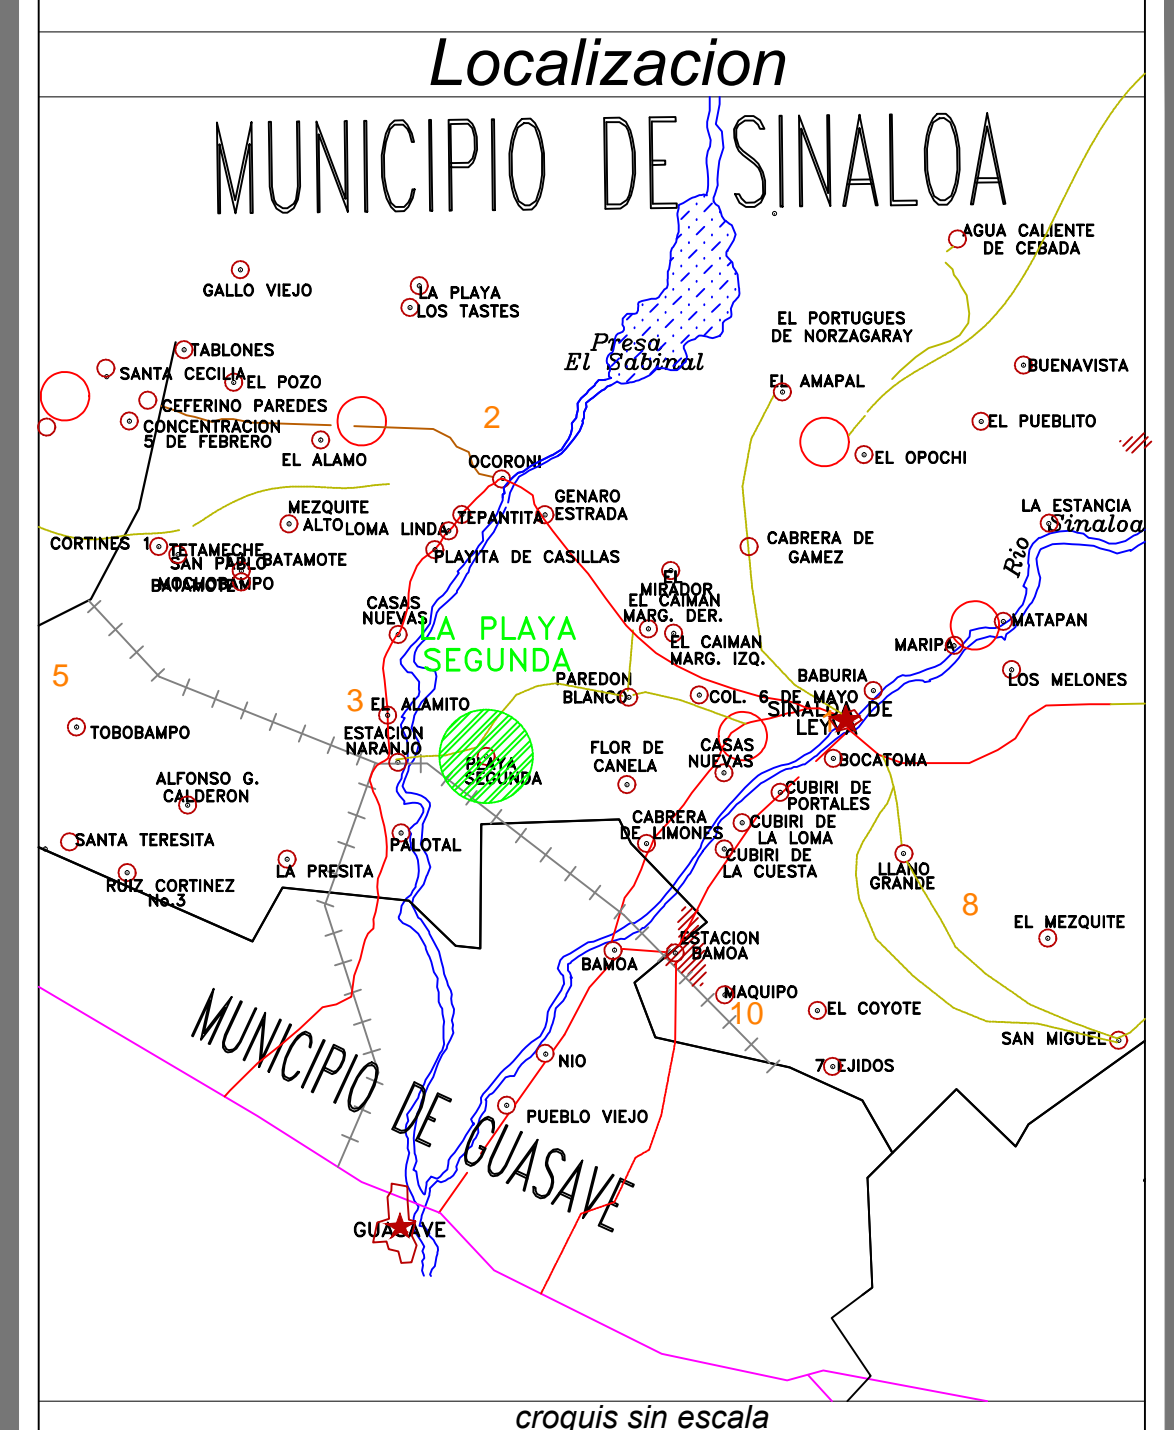 Localizacion
MUNICIPIO DE SINALOA
AGUA CALIENTE
DE CEBADA
GALLO VIEJO
LA PLAYA
LOS TASTES
EL PORTUGUES
DE NORZAGARAY
Presa
El Sabinal
TABLONES
SANTA CECILIA
EL POZO
BUENAVISTA
EL AMAPAL
CEFERINO PAREDES
CONCENTRACION
5 DE FEBRERO
2
EL PUEBLITO
EL ALAMO
OCORONI
EL OPOCHI
MEZQUITE
ALTO
LOMA LINDA
TEPANTITA
GENARO
ESTRADA
LA ESTANCIA
Sinaloa
Rio
CORTINES 1
TETAMECHE
SAN PABLO
EL BATAMOTE
MOCHOBAMPO
BATAMOTE
PLAYITA DE CASILLAS
CABRERA DE
GAMEZ
EL
MIRADOR
EL CAIMAN
MARG. DER.
CASAS
NUEVAS
LA PLAYA
SEGUNDA
EL CAIMAN
MARG. IZQ.
MATAPAN
MARIPA
5
PAREDON
BLANCO
BABURIA
LOS MELONES
3
EL ALAMITO
COL. 6 DE MAYO
SINALOA DE
LEYVA
TOBOBAMPO
ESTACION
NARANJO
FLOR DE
CANELA
CASAS
NUEVAS
BOCATOMA
PLAYA
SEGUNDA
ALFONSO G.
CALDERON
CUBIRI DE
PORTALES
CABRERA
DE LIMONES
CUBIRI DE
LA LOMA
SANTA TERESITA
PALOTAL
CUBIRI DE
LA CUESTA
LA PRESITA
LLANO
GRANDE
RUIZ CORTINEZ
No.3
8
EL MEZQUITE
ESTACION
BAMOA
BAMOA
MAQUIPO
10
EL COYOTE
SAN MIGUEL
MUNICIPIO DE GUASAVE
NIO
7 EJIDOS
PUEBLO VIEJO
GUASAVE
croquis sin escala